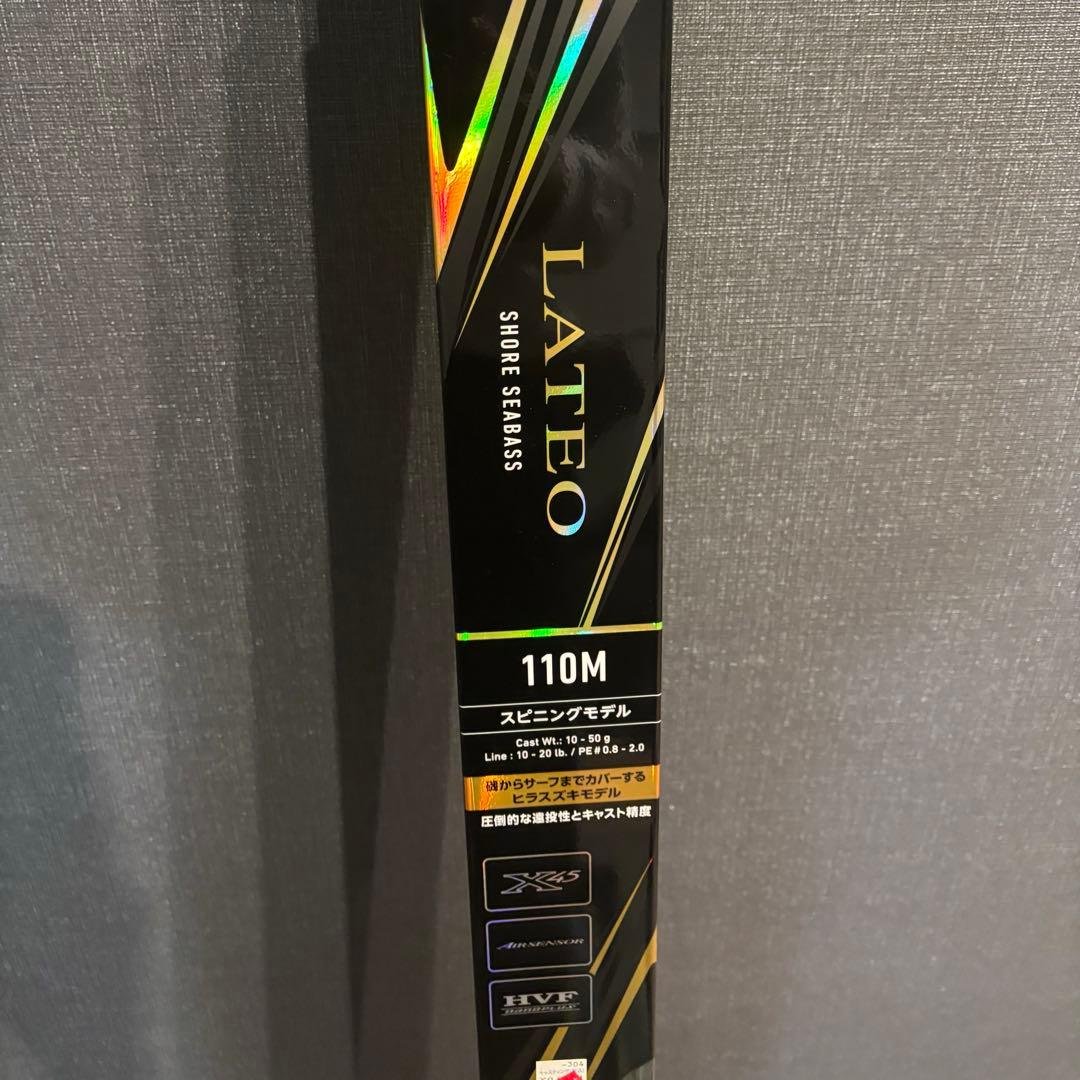 LATEO
SHORE SEABASS
110M
スピニングモデル
Cast Wt.: 10 - 50 g
Line : 10 - 20 lb. / PE#0.8 - 2.0
磯からサーフまでカバーする
ヒラスズキモデル
圧倒的な遠投性とキャスト精度
X45
AIRSENSOR
HVF
NANOPLUS
-304